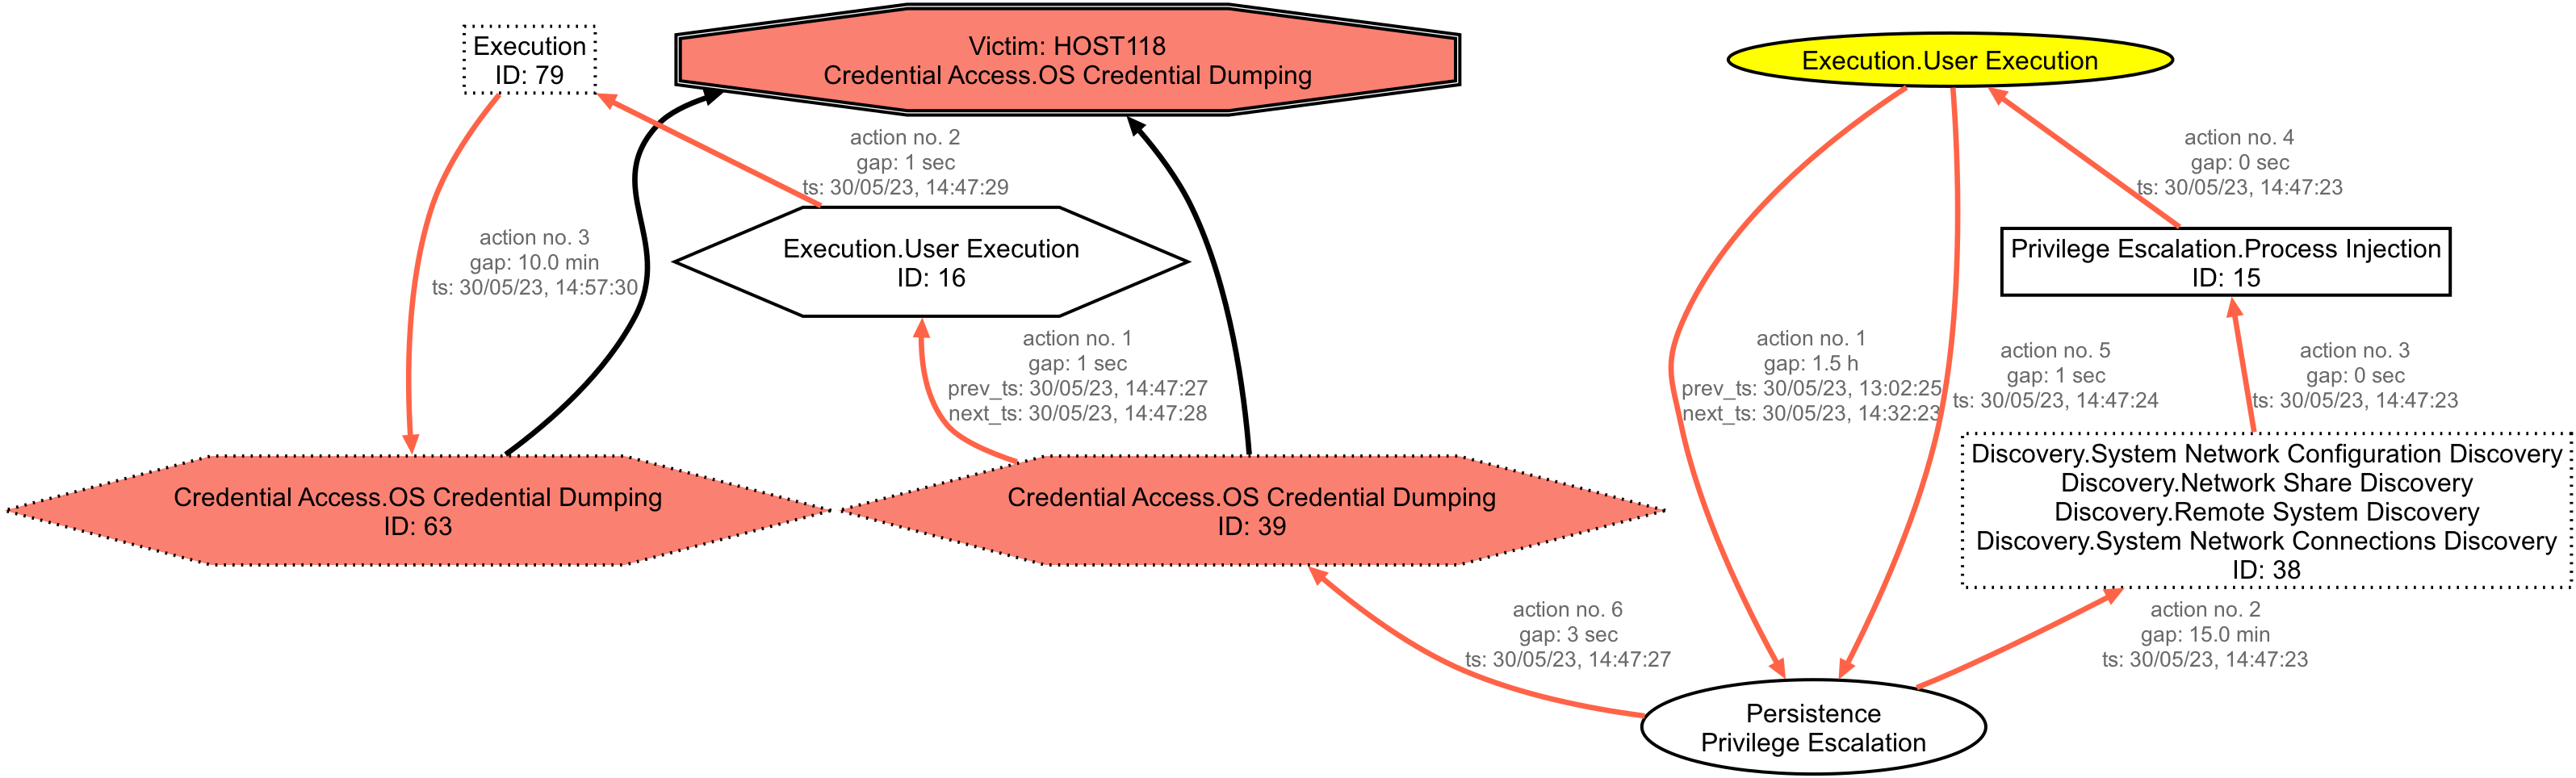 Execution
ID: 79
Victim: HOST118
Credential Access.OS Credential Dumping
Execution.User Execution
action no. 2
gap: 1 sec
ts: 30/05/23, 14:47:29
action no. 4
gap: 0 sec
ts: 30/05/23, 14:47:23
action no. 3
gap: 10.0 min
ts: 30/05/23, 14:57:30
Execution.User Execution
ID: 16
Privilege Escalation.Process Injection
ID: 15
action no. 1
gap: 1 sec
prev_ts: 30/05/23, 14:47:27
next_ts: 30/05/23, 14:47:28
action no. 1
gap: 1.5 h
prev_ts: 30/05/23, 13:02:25
next_ts: 30/05/23, 14:32:23
action no. 5
gap: 1 sec
ts: 30/05/23, 14:47:24
action no. 3
gap: 0 sec
ts: 30/05/23, 14:47:23
Credential Access.OS Credential Dumping
ID: 63
Credential Access.OS Credential Dumping
ID: 39
Discovery.System Network Configuration Discovery
Discovery.Network Share Discovery
Discovery.Remote System Discovery
Discovery.System Network Connections Discovery
ID: 38
action no. 6
gap: 3 sec
ts: 30/05/23, 14:47:27
action no. 2
gap: 15.0 min
ts: 30/05/23, 14:47:23
Persistence
Privilege Escalation